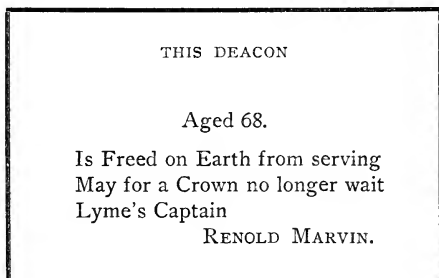 THIS DEACON
Aged 68.
Is Freed on Earth from serving
May for a Crown no longer wait
Lyme's Captain
RENOLD MARVIN.